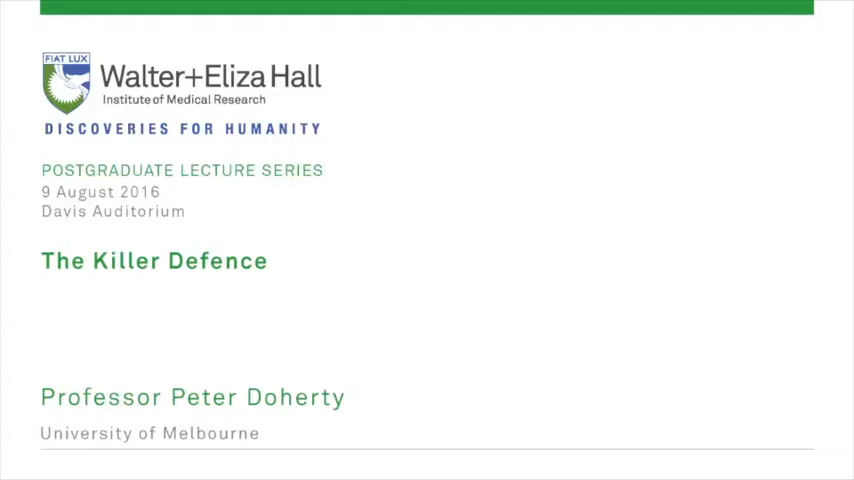 FIAT LUX
Walter+Eliza Hall
Institute of Medical Research
DISCOVERIES FOR HUMANITY
POSTGRADUATE LECTURE SERIES
9 August 2016
Davis Auditorium
The Killer Defence
Professor Peter Doherty
University of Melbourne